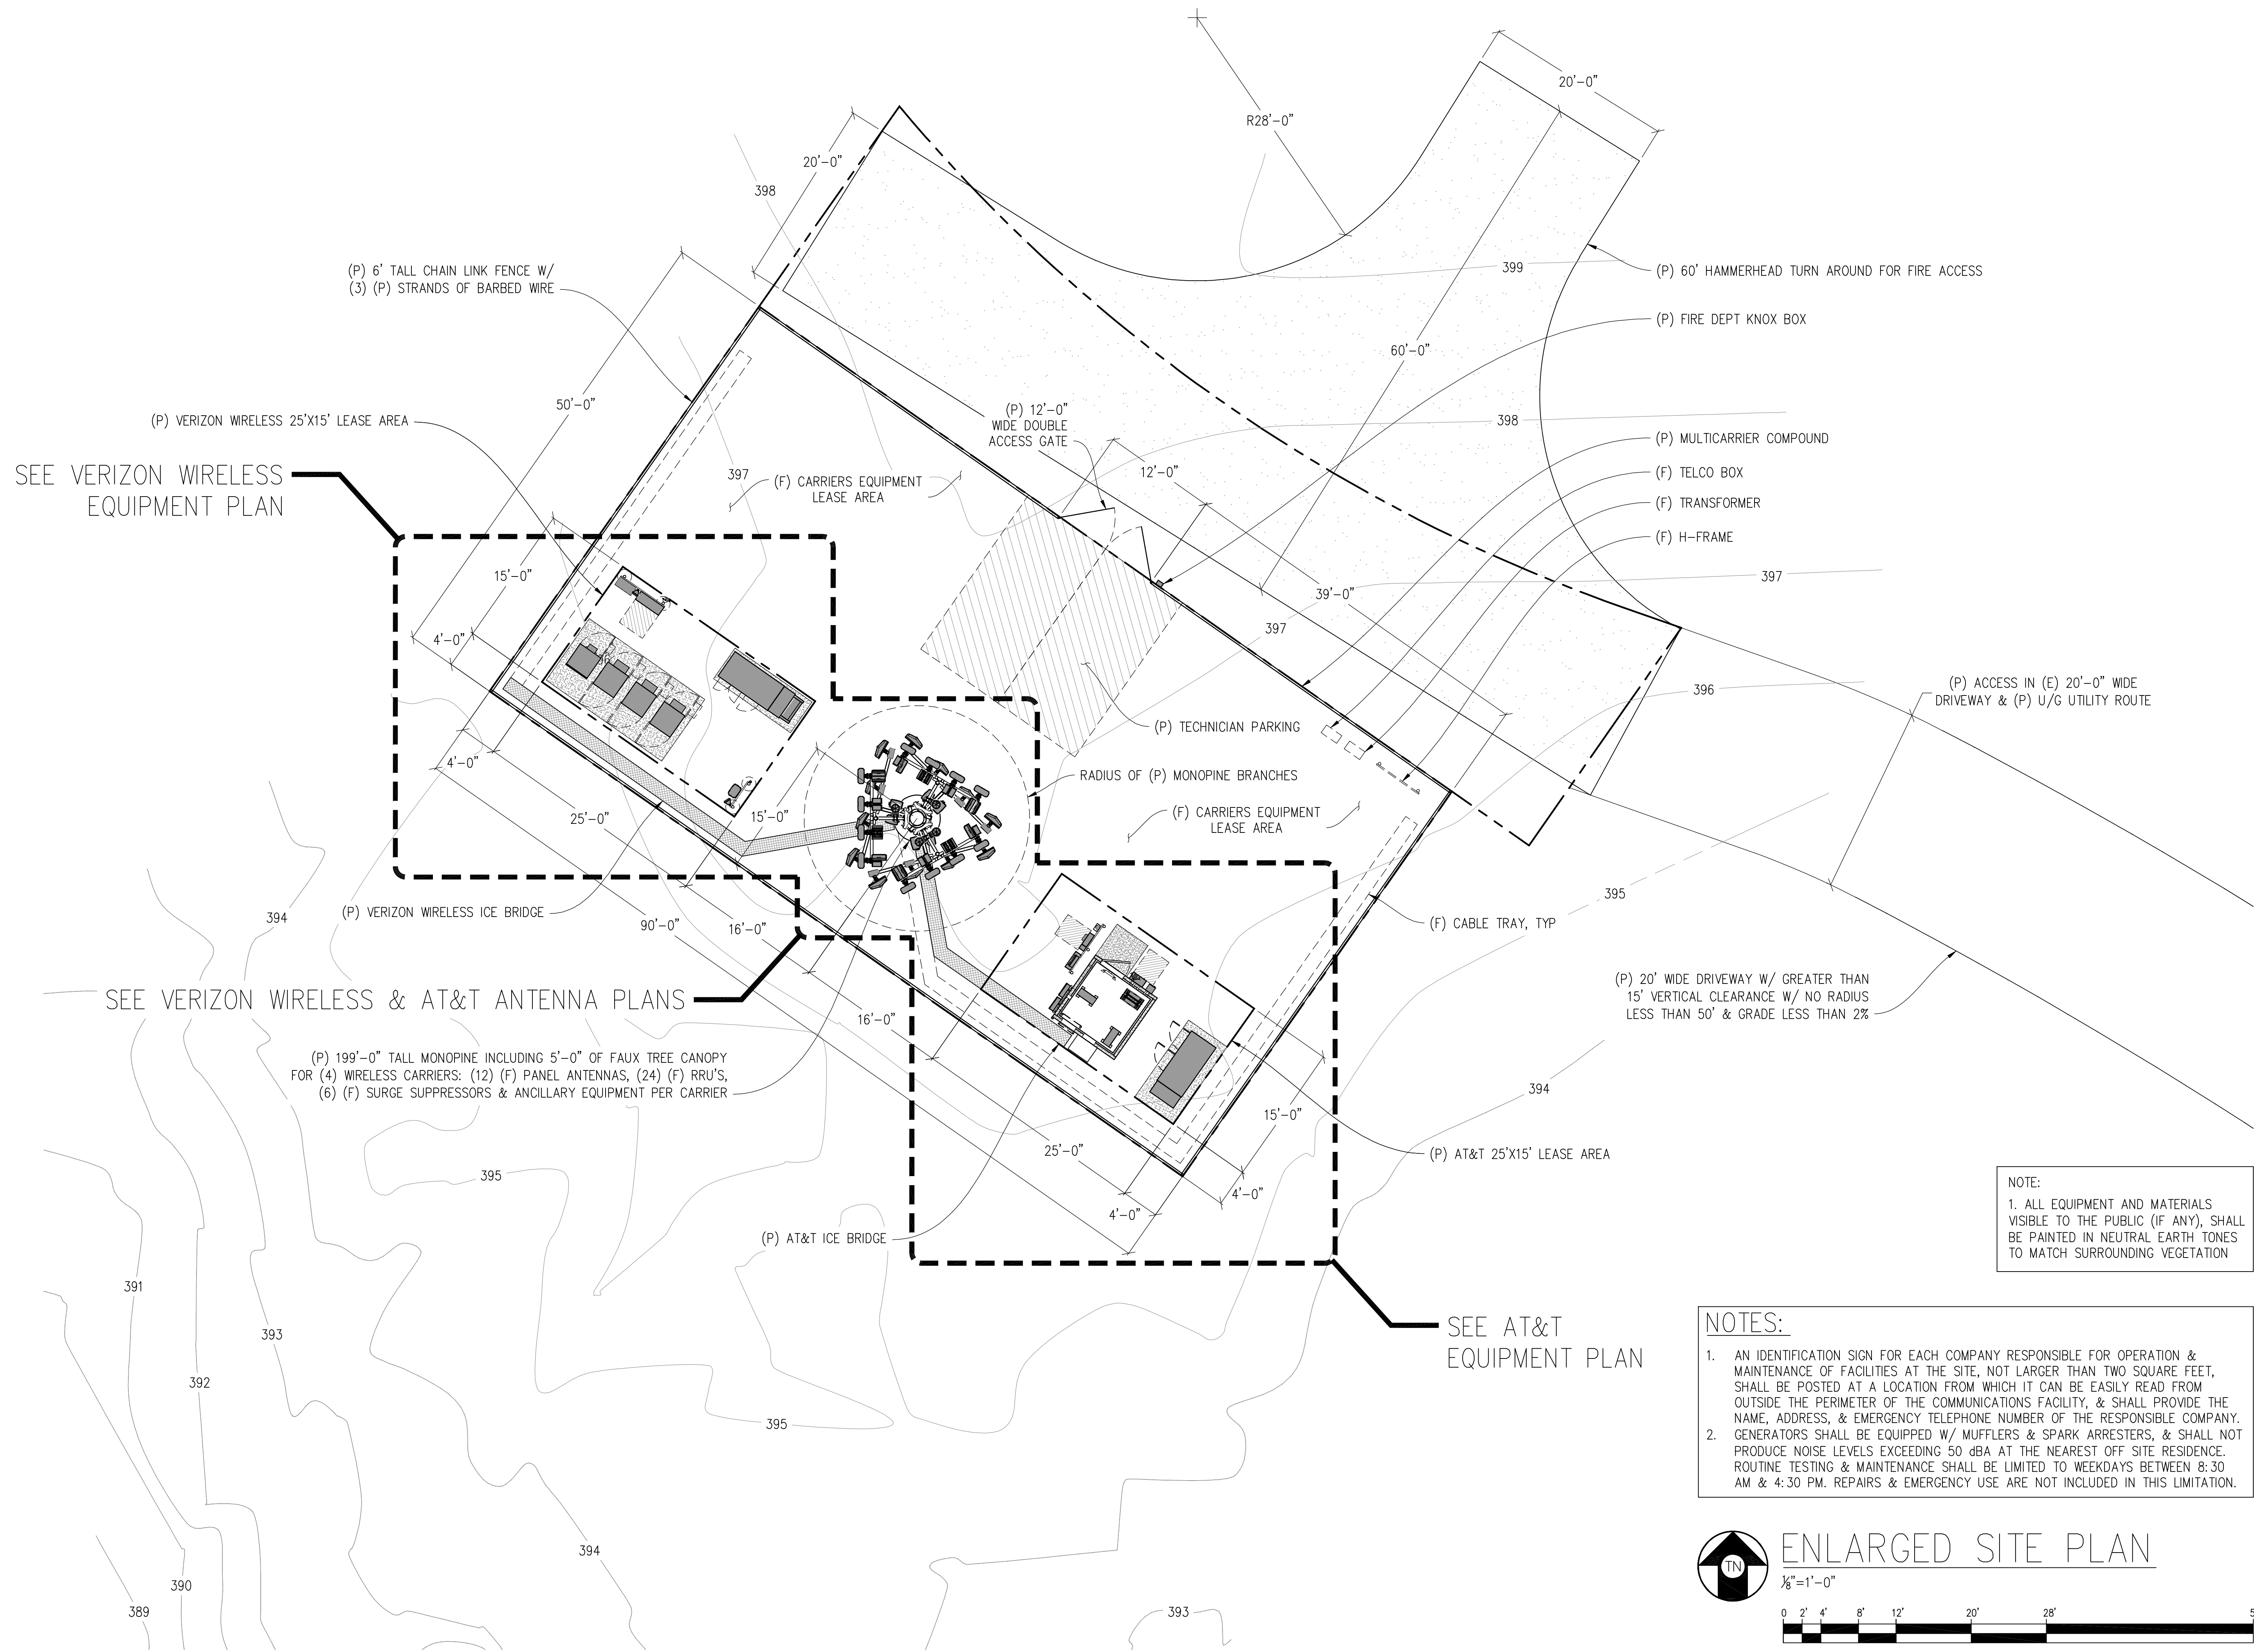 20'-0"
R28'-0"
20'-0"
398
(P) 6' TALL CHAIN LINK FENCE W/
(3) (P) STRANDS OF BARBED WIRE
399
(P) 60' HAMMERHEAD TURN AROUND FOR FIRE ACCESS
(P) FIRE DEPT KNOX BOX
60'-0"
50'-0"
(P) VERIZON WIRELESS 25'X15' LEASE AREA
(P) 12'-0"
WIDE DOUBLE
ACCESS GATE
398
(P) MULTICARRIER COMPOUND
(F) TELCO BOX
(F) TRANSFORMER
(F) H-FRAME
SEE VERIZON WIRELESS
EQUIPMENT PLAN
397
(F) CARRIERS EQUIPMENT
LEASE AREA
12'-0"
15'-0"
39'-0"
397
397
4'-0"
396
(P) ACCESS IN (E) 20'-0" WIDE
DRIVEWAY & (P) U/G UTILITY ROUTE
(P) TECHNICIAN PARKING
4'-0"
RADIUS OF (P) MONOPINE BRANCHES
25'-0"
15'-0"
(F) CARRIERS EQUIPMENT
LEASE AREA
395
394
(P) VERIZON WIRELESS ICE BRIDGE
90'-0"
16'-0"
(F) CABLE TRAY, TYP
(P) 20' WIDE DRIVEWAY W/ GREATER THAN
15' VERTICAL CLEARANCE W/ NO RADIUS
LESS THAN 50' & GRADE LESS THAN 2%
SEE VERIZON WIRELESS & AT&T ANTENNA PLANS
16'-0"
(P) 199'-0" TALL MONOPINE INCLUDING 5'-0" OF FAUX TREE CANOPY
FOR (4) WIRELESS CARRIERS: (12) (F) PANEL ANTENNAS, (24) (F) RRU'S,
(6) (F) SURGE SUPPRESSORS & ANCILLARY EQUIPMENT PER CARRIER
394
15'-0"
25'-0"
(P) AT&T 25'X15' LEASE AREA
395
4'-0"
4'-0"
(P) AT&T ICE BRIDGE
NOTE:
1. ALL EQUIPMENT AND MATERIALS
VISIBLE TO THE PUBLIC (IF ANY), SHALL
BE PAINTED IN NEUTRAL EARTH TONES
TO MATCH SURROUNDING VEGETATION
391
393
392
SEE AT&T
EQUIPMENT PLAN
395
394
390
389
393
NOTES:
1. AN IDENTIFICATION SIGN FOR EACH COMPANY RESPONSIBLE FOR OPERATION &
MAINTENANCE OF FACILITIES AT THE SITE, NOT LARGER THAN TWO SQUARE FEET,
SHALL BE POSTED AT A LOCATION FROM WHICH IT CAN BE EASILY READ FROM
OUTSIDE THE PERIMETER OF THE COMMUNICATIONS FACILITY, & SHALL PROVIDE THE
NAME, ADDRESS, & EMERGENCY TELEPHONE NUMBER OF THE RESPONSIBLE COMPANY.
2. GENERATORS SHALL BE EQUIPPED W/ MUFFLERS & SPARK ARRESTERS, & SHALL NOT
PRODUCE NOISE LEVELS EXCEEDING 50 dBA AT THE NEAREST OFF SITE RESIDENCE.
ROUTINE TESTING & MAINTENANCE SHALL BE LIMITED TO WEEKDAYS BETWEEN 8:30
AM & 4:30 PM. REPAIRS & EMERGENCY USE ARE NOT INCLUDED IN THIS LIMITATION.
TN
ENLARGED SITE PLAN
⅛"=1'-0"
0 2' 4' 8' 12' 20' 28'